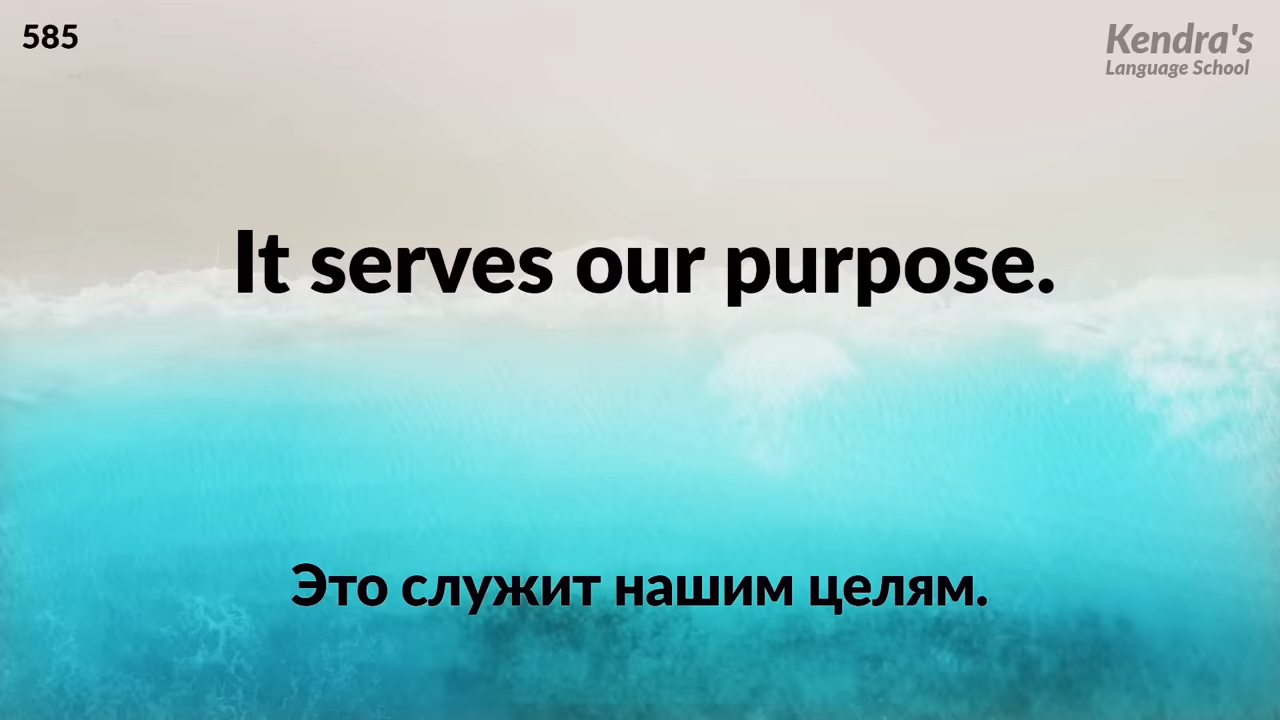 585
Kendra's
Language School
It serves our purpose.
Это служит нашим целям.